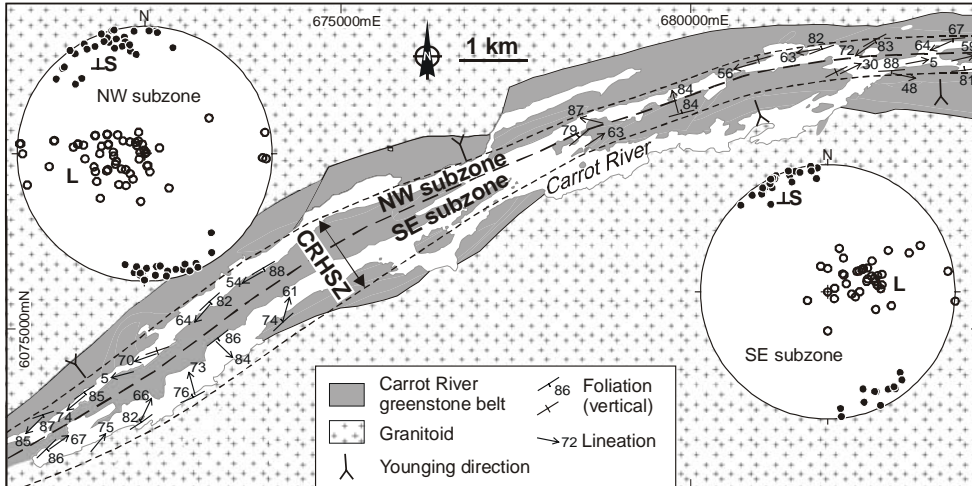 675000mE
680000mE
N
⊥S
NW subzone
L
N
1 km
82
67
63
72
83
64
59
56
30
88
5
48
81
84
84
87
79
63
Carrot River
NW subzone
SE subzone
CRHSZ
N
⊥S
L
SE subzone
6075000mN
54
88
82
64
61
74
86
84
70
5
85
73
76
66
82
74
87
85
67
75
86
Carrot River
greenstone belt
Granitoid
Younging direction
86
Foliation
(vertical)
72
Lineation